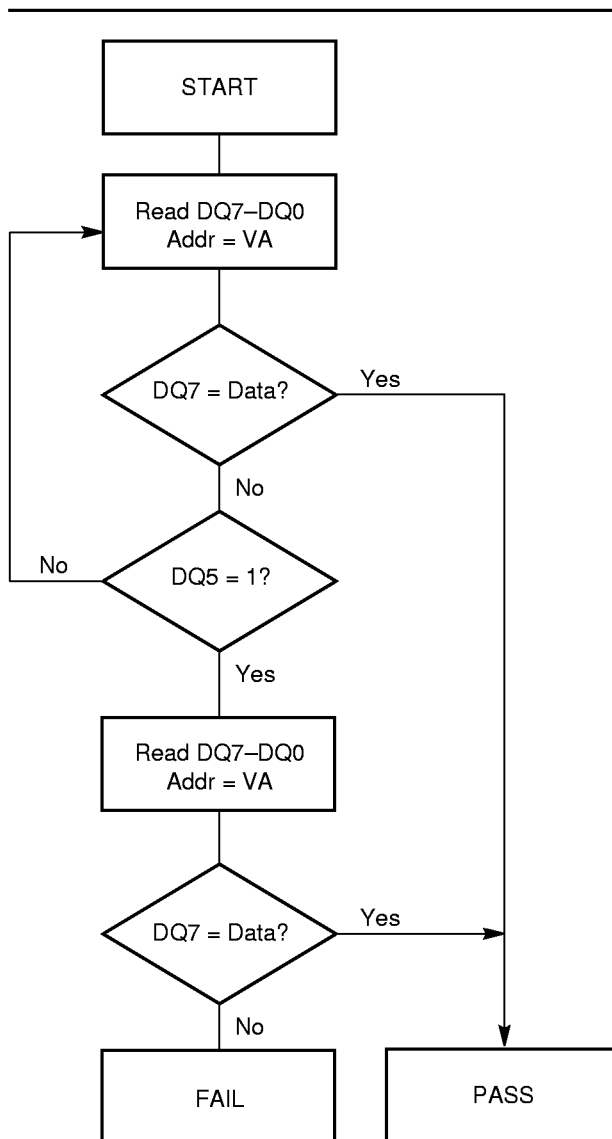 START
Read DQ7–DQ0
Addr = VA
DQ7 = Data?
Yes
No
No
DQ5 = 1?
Yes
Read DQ7–DQ0
Addr = VA
DQ7 = Data?
Yes
No
FAIL
PASS